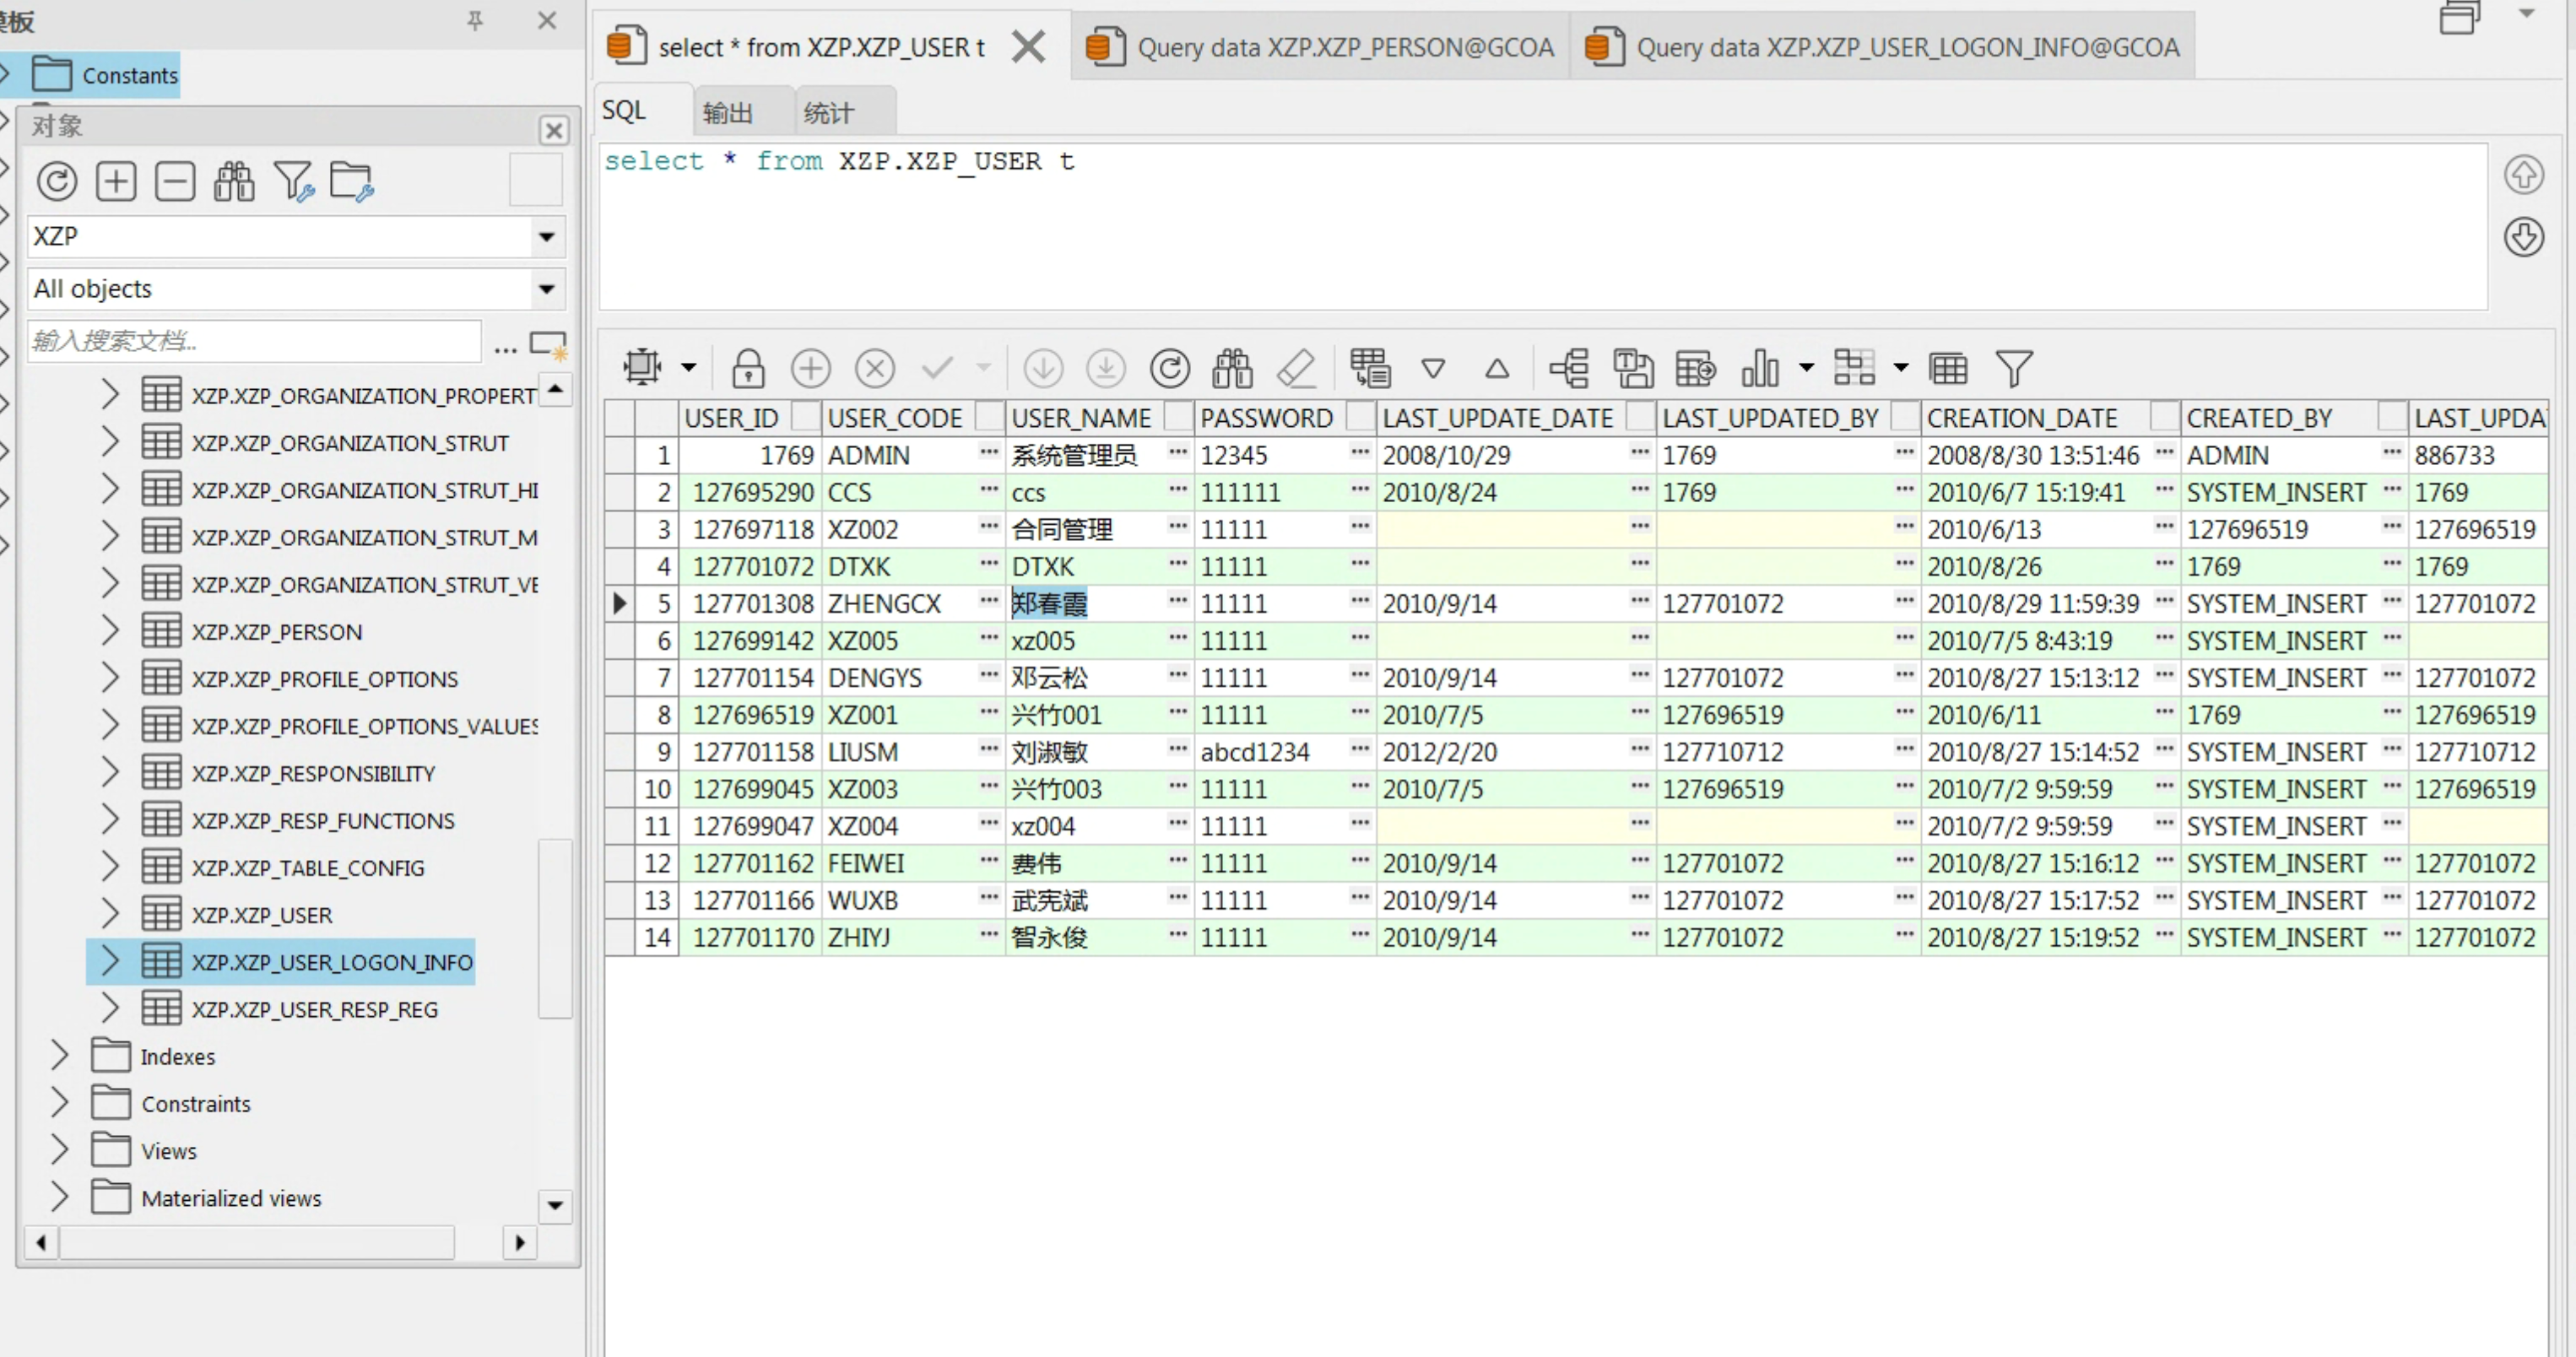 模板
Constants
对象
XZP
All objects
输入搜索文档...
XZP.XZP_ORGANIZATION_PROPERT
XZP.XZP_ORGANIZATION_STRUT
XZP.XZP_ORGANIZATION_STRUT_HI
XZP.XZP_ORGANIZATION_STRUT_M
XZP.XZP_ORGANIZATION_STRUT_VE
XZP.XZP_PERSON
XZP.XZP_PROFILE_OPTIONS
XZP.XZP_PROFILE_OPTIONS_VALUES
XZP.XZP_RESPONSIBILITY
XZP.XZP_RESP_FUNCTIONS
XZP.XZP_TABLE_CONFIG
XZP.XZP_USER
XZP.XZP_USER_LOGON_INFO
XZP.XZP_USER_RESP_REG
Indexes
Constraints
Views
Materialized views
select * from XZP.XZP_USER t Query data XZP.XZP_PERSON@GCOA Query data XZP.XZP_USER_LOGON_INFO@GCOA
SQL 输出 统计
select * from XZP.XZP_USER t
USER_ID USER_CODE USER_NAME PASSWORD LAST_UPDATE_DATE LAST_UPDATED_BY CREATION_DATE CREATED_BY LAST_UPDA
1 1769 ADMIN 系统管理员 12345 2008/10/29 1769 2008/8/30 13:51:46 ADMIN 886733
2 127695290 CCS ccs 111111 2010/8/24 1769 2010/6/7 15:19:41 SYSTEM_INSERT 1769
3 127697118 XZ002 合同管理 11111 2010/6/13 127696519 127696519
4 127701072 DTXK DTXK 11111 2010/8/26 1769 1769
5 127701308 ZHENGCX 郑春霞 11111 2010/9/14 127701072 2010/8/29 11:59:39 SYSTEM_INSERT 127701072
6 127699142 XZ005 xz005 11111 2010/7/5 8:43:19 SYSTEM_INSERT
7 127701154 DENGYS 邓云松 11111 2010/9/14 127701072 2010/8/27 15:13:12 SYSTEM_INSERT 127701072
8 127696519 XZ001 兴竹001 11111 2010/7/5 127696519 2010/6/11 1769 127696519
9 127701158 LIUSM 刘淑敏 abcd1234 2012/2/20 127710712 2010/8/27 15:14:52 SYSTEM_INSERT 127710712
10 127699045 XZ003 兴竹003 11111 2010/7/5 127696519 2010/7/2 9:59:59 SYSTEM_INSERT 127696519
11 127699047 XZ004 xz004 11111 2010/7/2 9:59:59 SYSTEM_INSERT
12 127701162 FEIWEI 费伟 11111 2010/9/14 127701072 2010/8/27 15:16:12 SYSTEM_INSERT 127701072
13 127701166 WUXB 武宪斌 11111 2010/9/14 127701072 2010/8/27 15:17:52 SYSTEM_INSERT 127701072
14 127701170 ZHIYJ 智永俊 11111 2010/9/14 127701072 2010/8/27 15:19:52 SYSTEM_INSERT 127701072